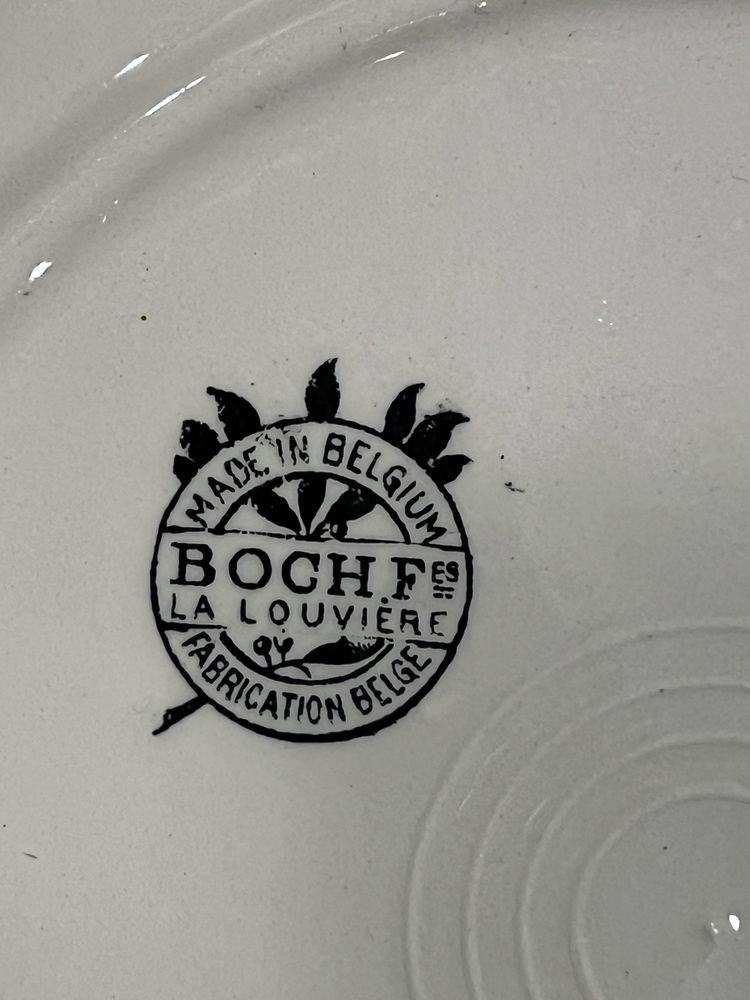 MADE IN BELGIUM
BOCH.Fᴱˢ
LA LOUVIÈRE
FABRICATION BELGE